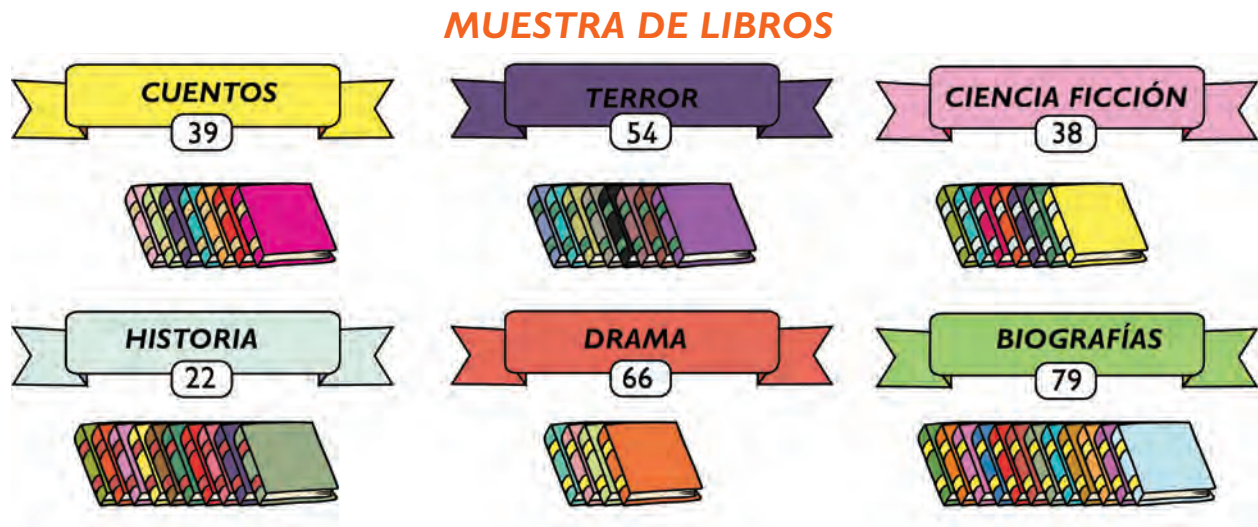 MUESTRA DE LIBROS
CUENTOS
39
TERROR
54
CIENCIA FICCIÓN
38
HISTORIA
22
DRAMA
66
BIOGRAFÍAS
79